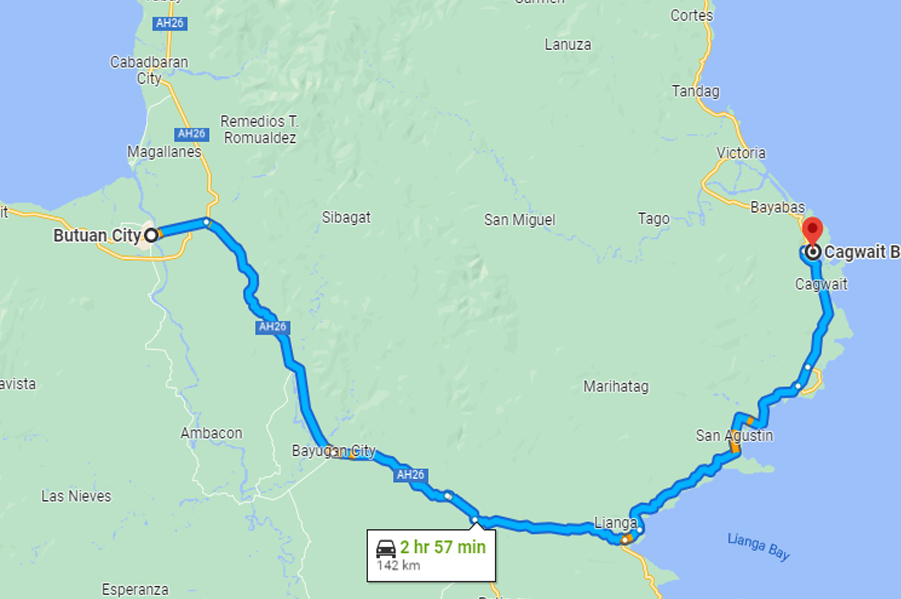 Cortes
AH26
Lanuza
Cabadbaran
City
Tandag
Remedios T.
Romualdez
AH26
Magallanes
Victoria
Bayabas
Sibagat
San Miguel
Tago
Butuan City
Cagwait B
Cagwait
AH26
Marihatag
avista
Ambacon
San Agustin
Bayugan City
AH26
Las Nieves
Lianga
Lianga Bay
2 hr 57 min
142 km
Esperanza